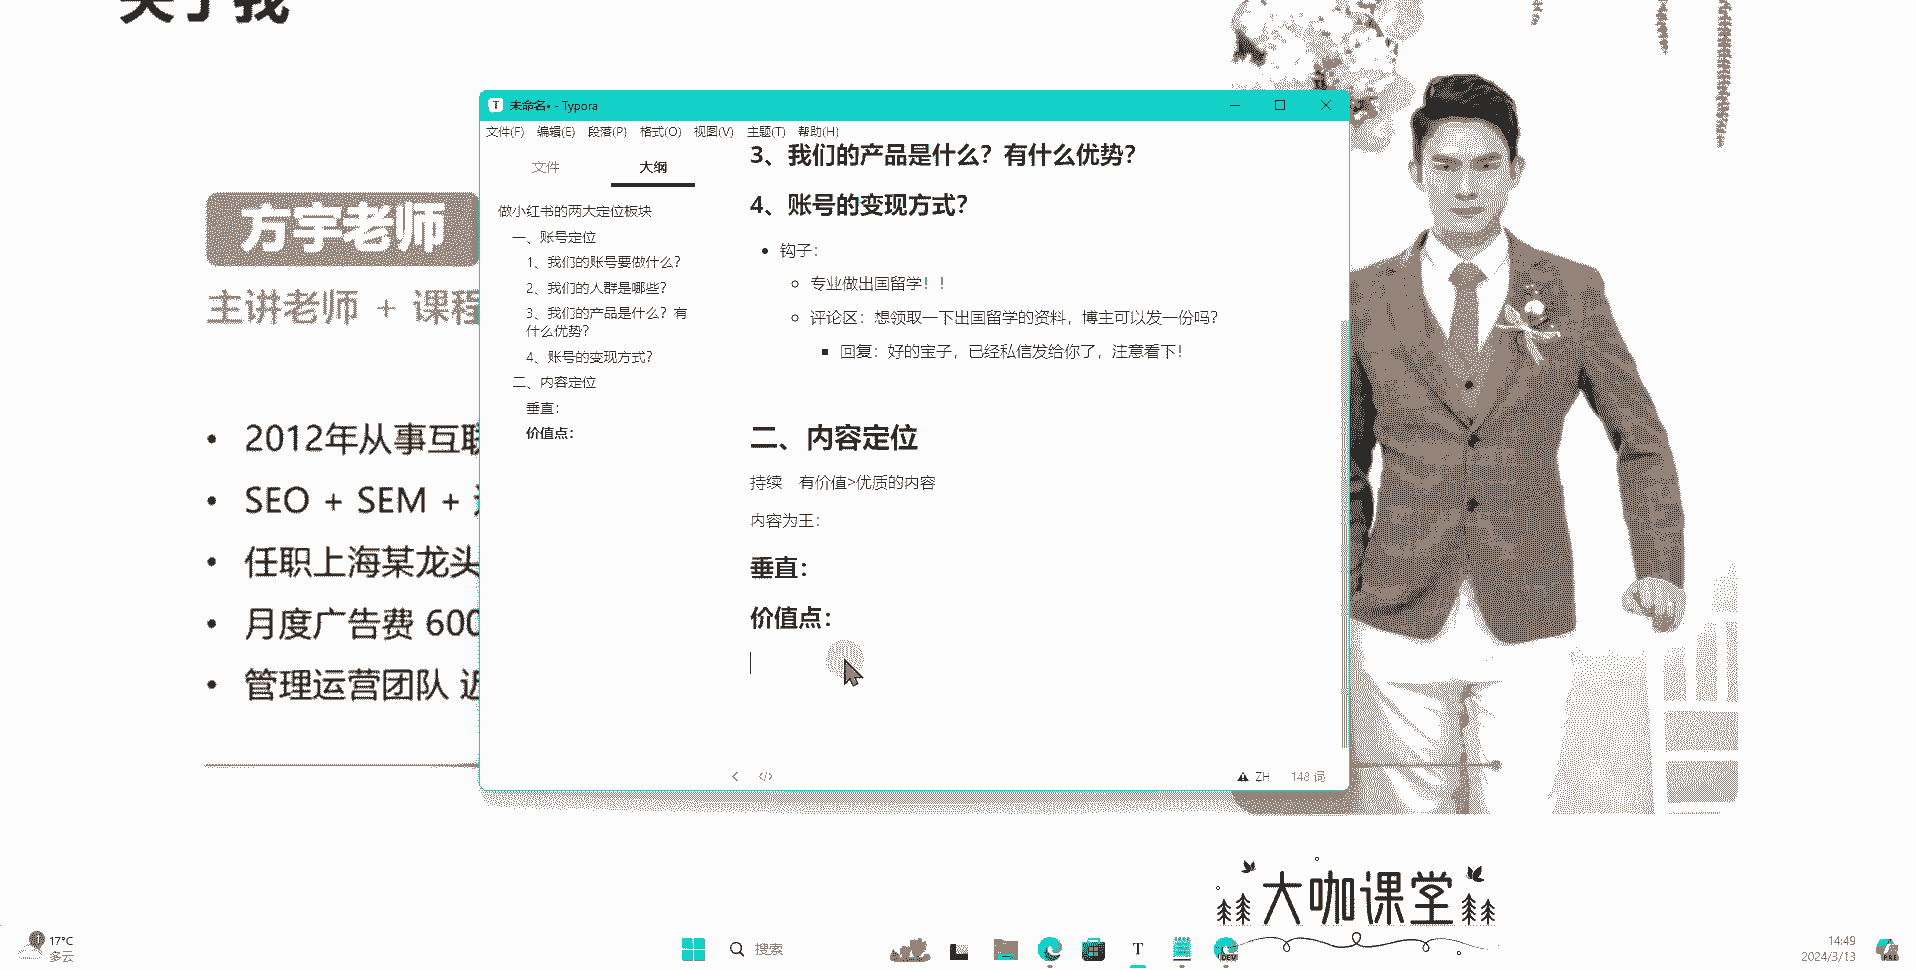 关于我
未命名• - Typora
文件(F) 编辑(E) 段落(P) 格式(O) 视图(V) 主题(T) 帮助(H)
文件 大纲
做小红书的两大定位板块
一、账号定位
1、我们的账号要做什么？
2、我们的人群是哪些？
3、我们的产品是什么？有
什么优势？
4、账号的变现方式？
二、内容定位
垂直：
价值点：
3、我们的产品是什么？有什么优势？
4、账号的变现方式？
钩子：
专业做出国留学！！
评论区：想领取一下出国留学的资料，博主可以发一份吗？
回复：好的宝子，已经私信发给你了，注意看下！
二、内容定位
持续 有价值>优质的内容
内容为王：
垂直：
价值点：
ZH 148 词
方宇老师
主讲老师 + 课程
• 2012年从事互联
• SEO + SEM +
• 任职上海某龙头
• 月度广告费 600
• 管理运营团队 近
大咖课堂
1
17°C
多云
搜索
T
DEV
14:49
2024/3/13
PRE